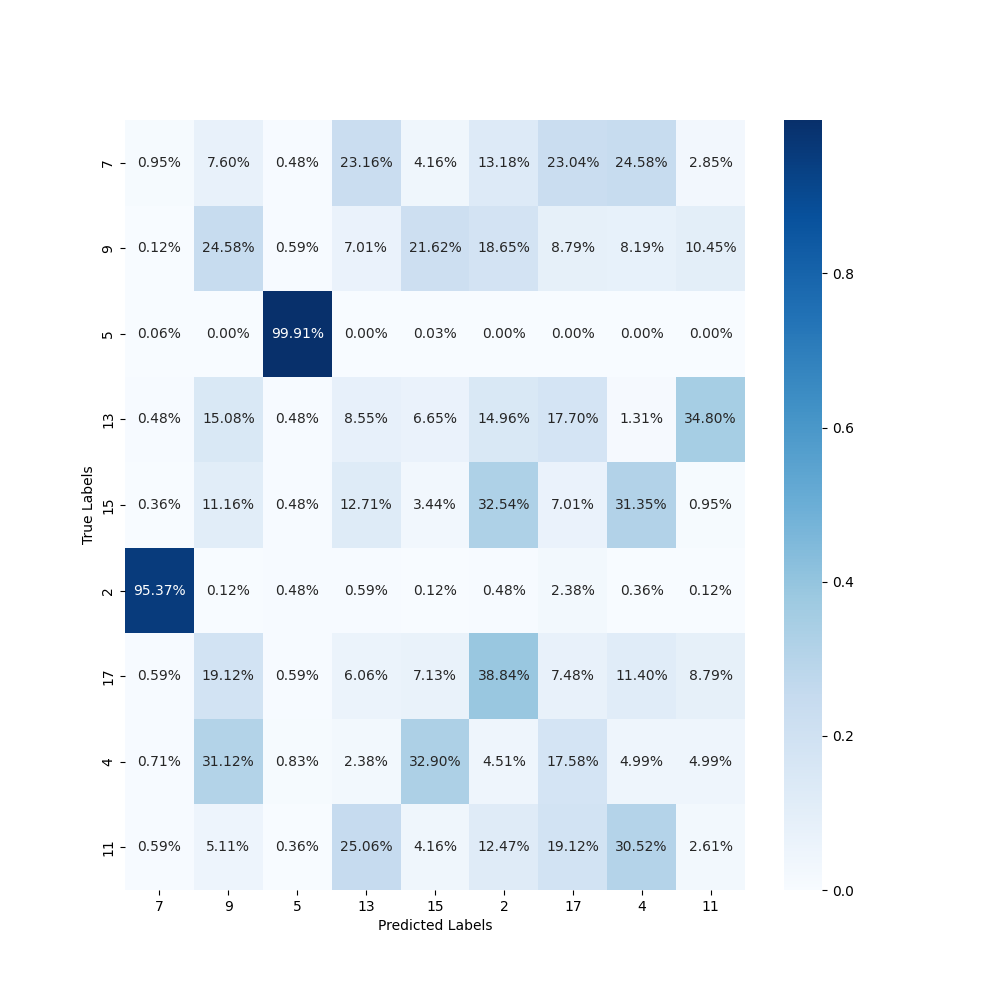 7 0.95% 7.60% 0.48% 23.16% 4.16% 13.18% 23.04% 24.58% 2.85%
9 0.12% 24.58% 0.59% 7.01% 21.62% 18.65% 8.79% 8.19% 10.45%
0.8
5 0.06% 0.00% 99.91% 0.00% 0.03% 0.00% 0.00% 0.00% 0.00%
13 0.48% 15.08% 0.48% 8.55% 6.65% 14.96% 17.70% 1.31% 34.80%
0.6
True Labels
15 0.36% 11.16% 0.48% 12.71% 3.44% 32.54% 7.01% 31.35% 0.95%
0.4
2 95.37% 0.12% 0.48% 0.59% 0.12% 0.48% 2.38% 0.36% 0.12%
17 0.59% 19.12% 0.59% 6.06% 7.13% 38.84% 7.48% 11.40% 8.79%
0.2
4 0.71% 31.12% 0.83% 2.38% 32.90% 4.51% 17.58% 4.99% 4.99%
11 0.59% 5.11% 0.36% 25.06% 4.16% 12.47% 19.12% 30.52% 2.61%
0.0
7 9 5 13 15 2 17 4 11
Predicted Labels